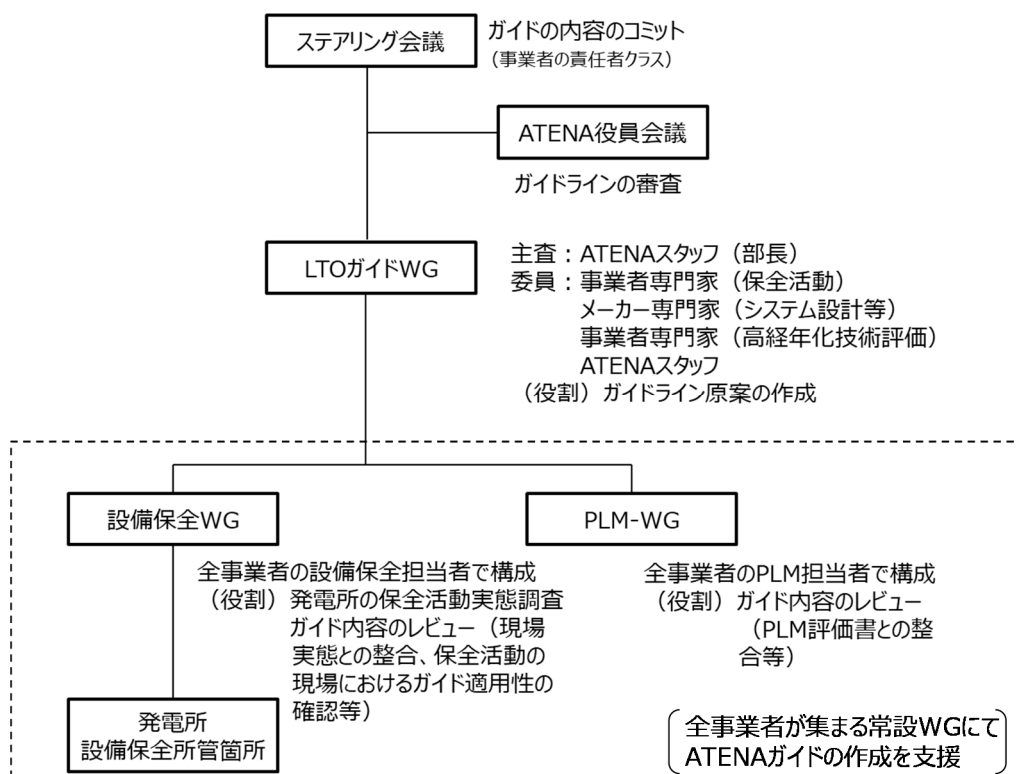 ステアリング会議
ガイドの内容のコミット
（事業者の責任者クラス）
ATENA役員会議
ガイドラインの審査
LTOガイドWG
主査：ATENAスタッフ（部長）
委員：事業者専門家（保全活動）
メーカー専門家（システム設計等）
事業者専門家（高経年化技術評価）
ATENAスタッフ
（役割）ガイドライン原案の作成
設備保全WG
全事業者の設備保全担当者で構成
（役割）発電所の保全活動実態調査
ガイド内容のレビュー（現場
実態との整合、保全活動の
現場におけるガイド適用性の
確認等）
発電所
設備保全所管箇所
PLM-WG
全事業者のPLM担当者で構成
（役割）ガイド内容のレビュー
（PLM評価書との整
合等）
全事業者が集まる常設WGにて
ATENAガイドの作成を支援